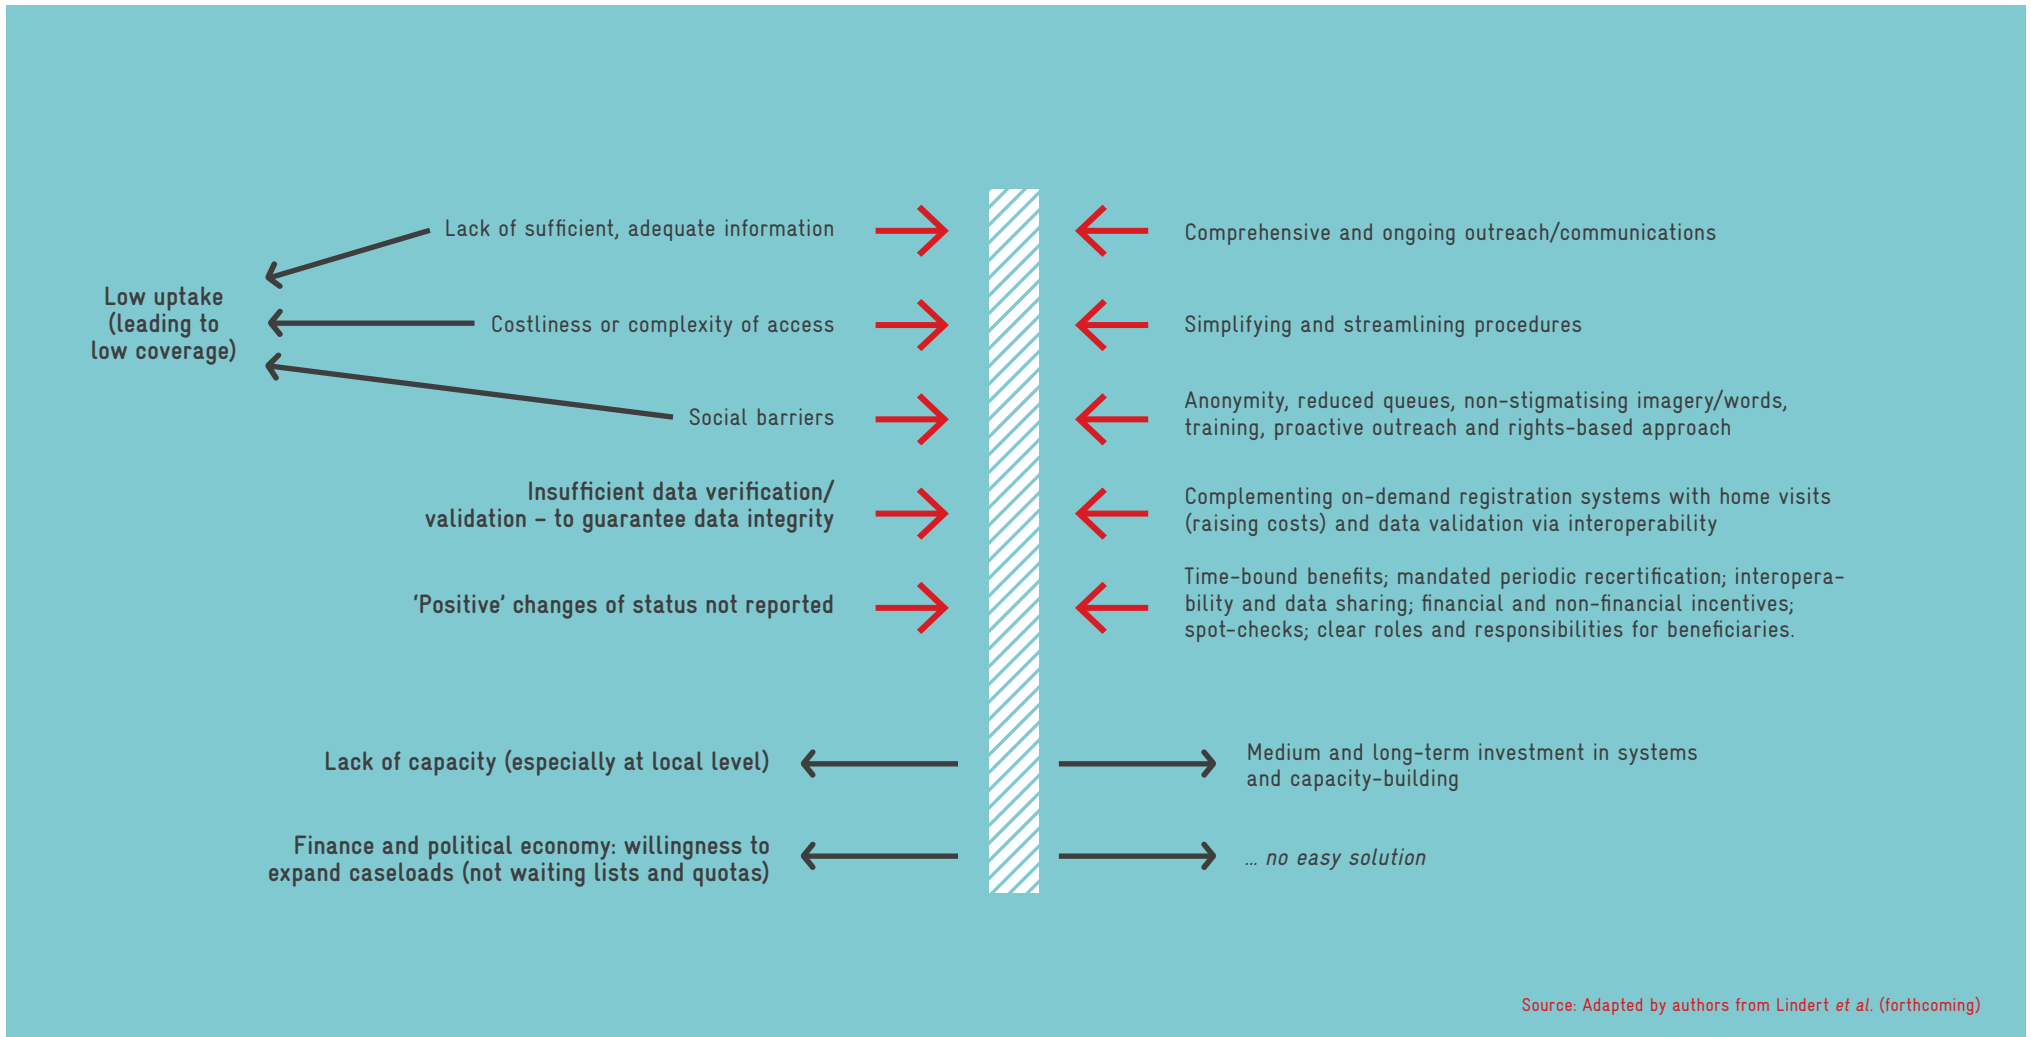 Lack of sufficient, adequate information
Comprehensive and ongoing outreach/communications
Low uptake
(leading to
low coverage)
Costliness or complexity of access
Simplifying and streamlining procedures
Social barriers
Anonymity, reduced queues, non-stigmatising imagery/words,
training, proactive outreach and rights-based approach
Insufficient data verification/
validation – to guarantee data integrity
Complementing on-demand registration systems with home visits
(raising costs) and data validation via interoperability
'Positive' changes of status not reported
Time-bound benefits; mandated periodic recertification; interopera-
bility and data sharing; financial and non-financial incentives;
spot-checks; clear roles and responsibilities for beneficiaries.
Lack of capacity (especially at local level)
Medium and long-term investment in systems
and capacity-building
Finance and political economy: willingness to
expand caseloads (not waiting lists and quotas)
... no easy solution
Source: Adapted by authors from Lindert et al. (forthcoming)